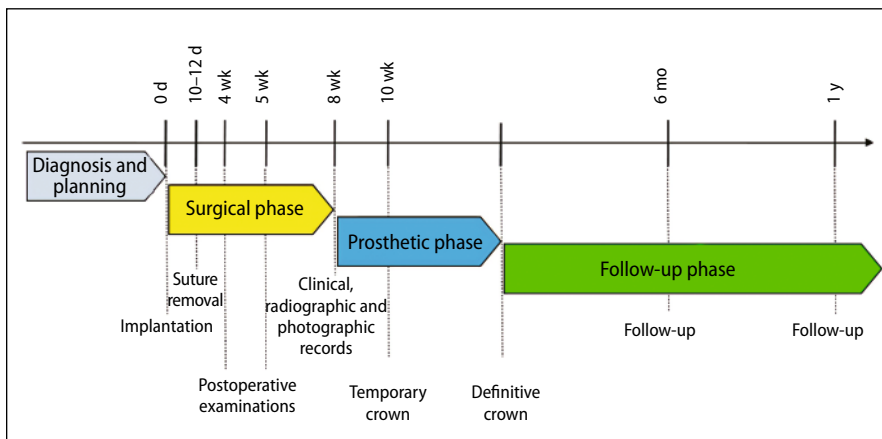 0 d
10–12 d
4 wk
5 wk
8 wk
10 wk
6 mo
1 y
Diagnosis and
planning
Surgical phase
Prosthetic phase
Follow-up phase
Suture
removal
Implantation
Clinical,
radiographic and
photographic
records
Follow-up
Follow-up
Postoperative
examinations
Temporary
crown
Definitive
crown